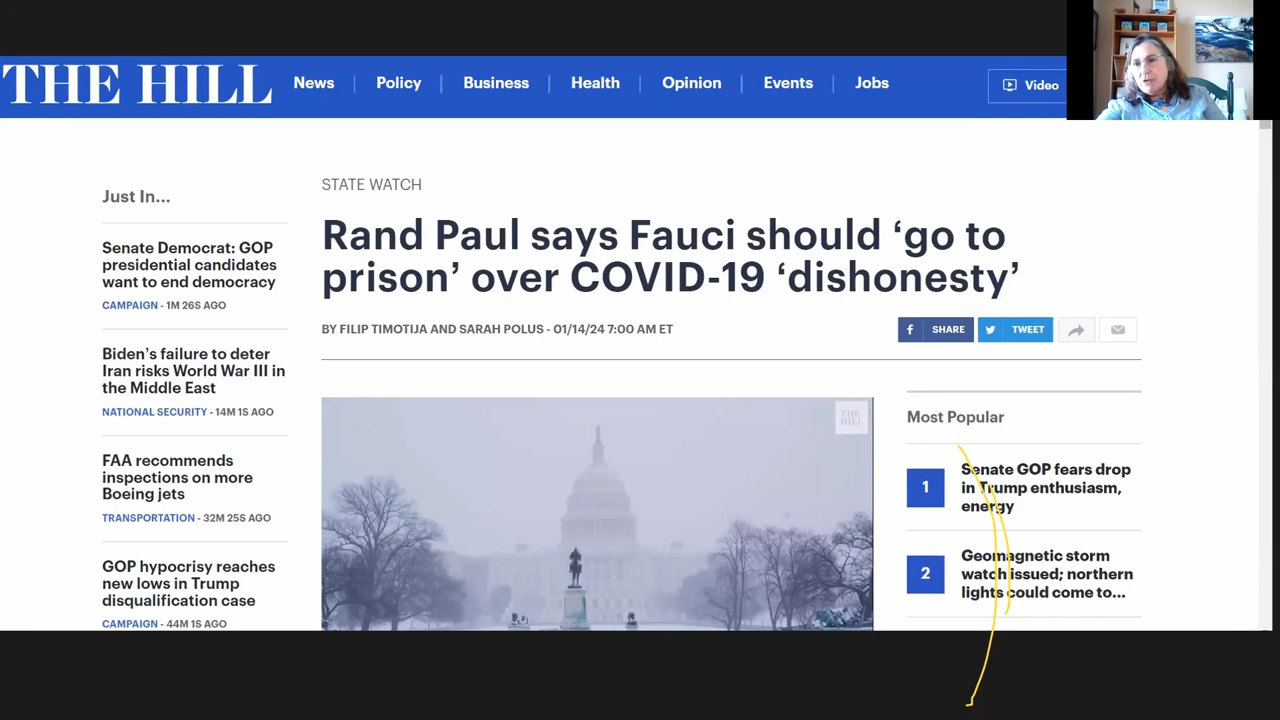 THE HILL
News
Policy
Business
Health
Opinion
Events
Jobs
Video
Just In...
Senate Democrat: GOP
presidential candidates
want to end democracy
CAMPAIGN - 1M 26S AGO
Biden's failure to deter
Iran risks World War III in
the Middle East
NATIONAL SECURITY - 14M 1S AGO
FAA recommends
inspections on more
Boeing jets
TRANSPORTATION - 32M 25S AGO
GOP hypocrisy reaches
new lows in Trump
disqualification case
CAMPAIGN - 44M 1S AGO
STATE WATCH
Rand Paul says Fauci should ‘go to
prison’ over COVID-19 ‘dishonesty’
BY FILIP TIMOTIJA AND SARAH POLUS - 01/14/24 7:00 AM ET
SHARE
TWEET
THE
HILL
Most Popular
1
Senate GOP fears drop
in Trump enthusiasm,
energy
2
Geomagnetic storm
watch issued; northern
lights could come to...